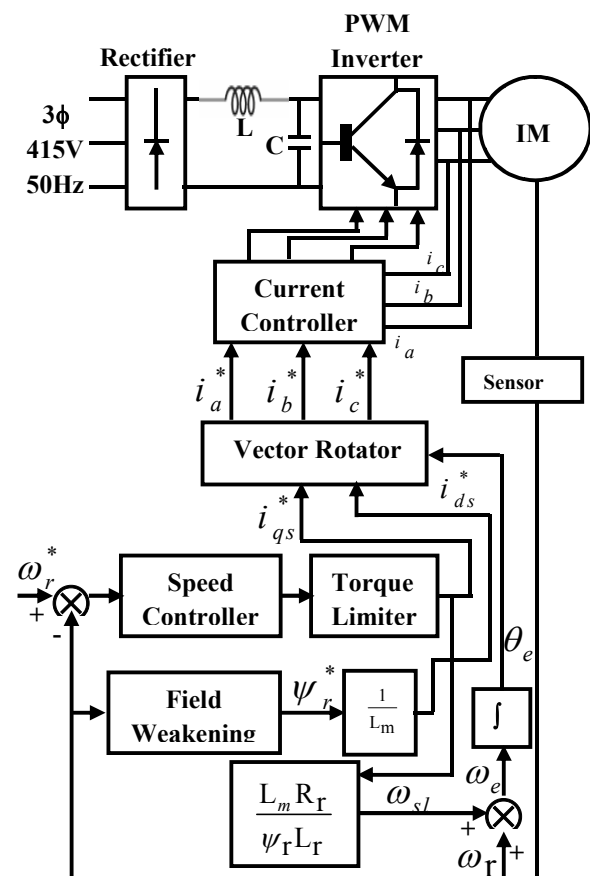 PWM
Inverter
Rectifier
3ϕ
415V
50Hz
L
C
IM
i_c
i_b
i_a
Current
Controller
i_a^*
i_b^*
i_c^*
Sensor
Vector Rotator
i_qs^*
i_ds^*
ω_r^*
+
-
Speed
Controller
Torque
Limiter
θ_e
Field
Weakening
ψ_r^*
1
L_m
∫
ω_e
L_m R_r
ψ_r L_r
ω_sl
+
ω_r
+